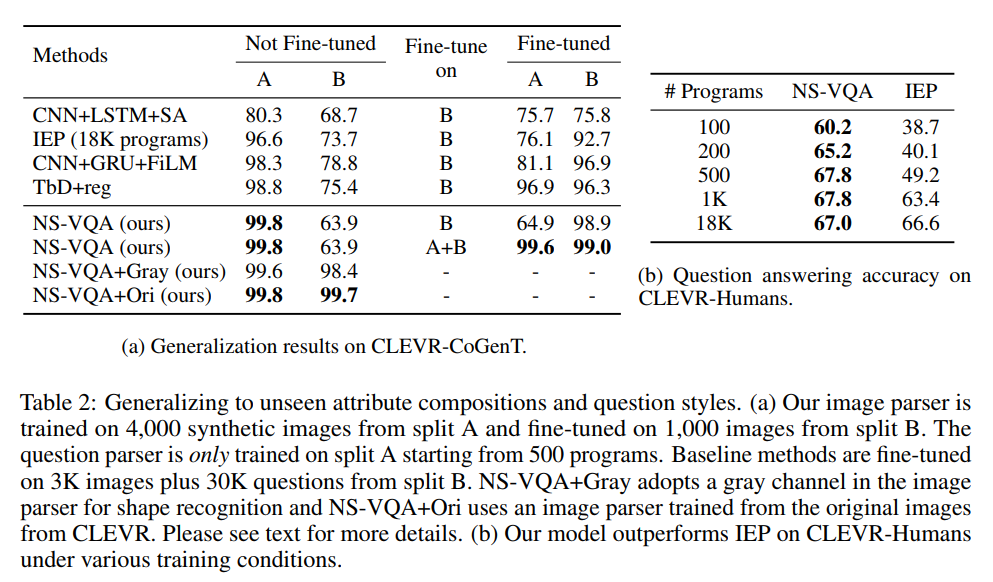 Methods Not Fine-tuned Fine-tune on Fine-tuned
A B A B
CNN+LSTM+SA 80.3 68.7 B 75.7 75.8
IEP (18K programs) 96.6 73.7 B 76.1 92.7
CNN+GRU+FiLM 98.3 78.8 B 81.1 96.9
TbD+reg 98.8 75.4 B 96.9 96.3
NS-VQA (ours) 99.8 63.9 B 64.9 98.9
NS-VQA (ours) 99.8 63.9 A+B 99.6 99.0
NS-VQA+Gray (ours) 99.6 98.4 - - -
NS-VQA+Ori (ours) 99.8 99.7 - - -
(a) Generalization results on CLEVR-CoGenT.
# Programs NS-VQA IEP
100 60.2 38.7
200 65.2 40.1
500 67.8 49.2
1K 67.8 63.4
18K 67.0 66.6
(b) Question answering accuracy on
CLEVR-Humans.
Table 2: Generalizing to unseen attribute compositions and question styles. (a) Our image parser is
trained on 4,000 synthetic images from split A and fine-tuned on 1,000 images from split B. The
question parser is only trained on split A starting from 500 programs. Baseline methods are fine-tuned
on 3K images plus 30K questions from split B. NS-VQA+Gray adopts a gray channel in the image
parser for shape recognition and NS-VQA+Ori uses an image parser trained from the original images
from CLEVR. Please see text for more details. (b) Our model outperforms IEP on CLEVR-Humans
under various training conditions.